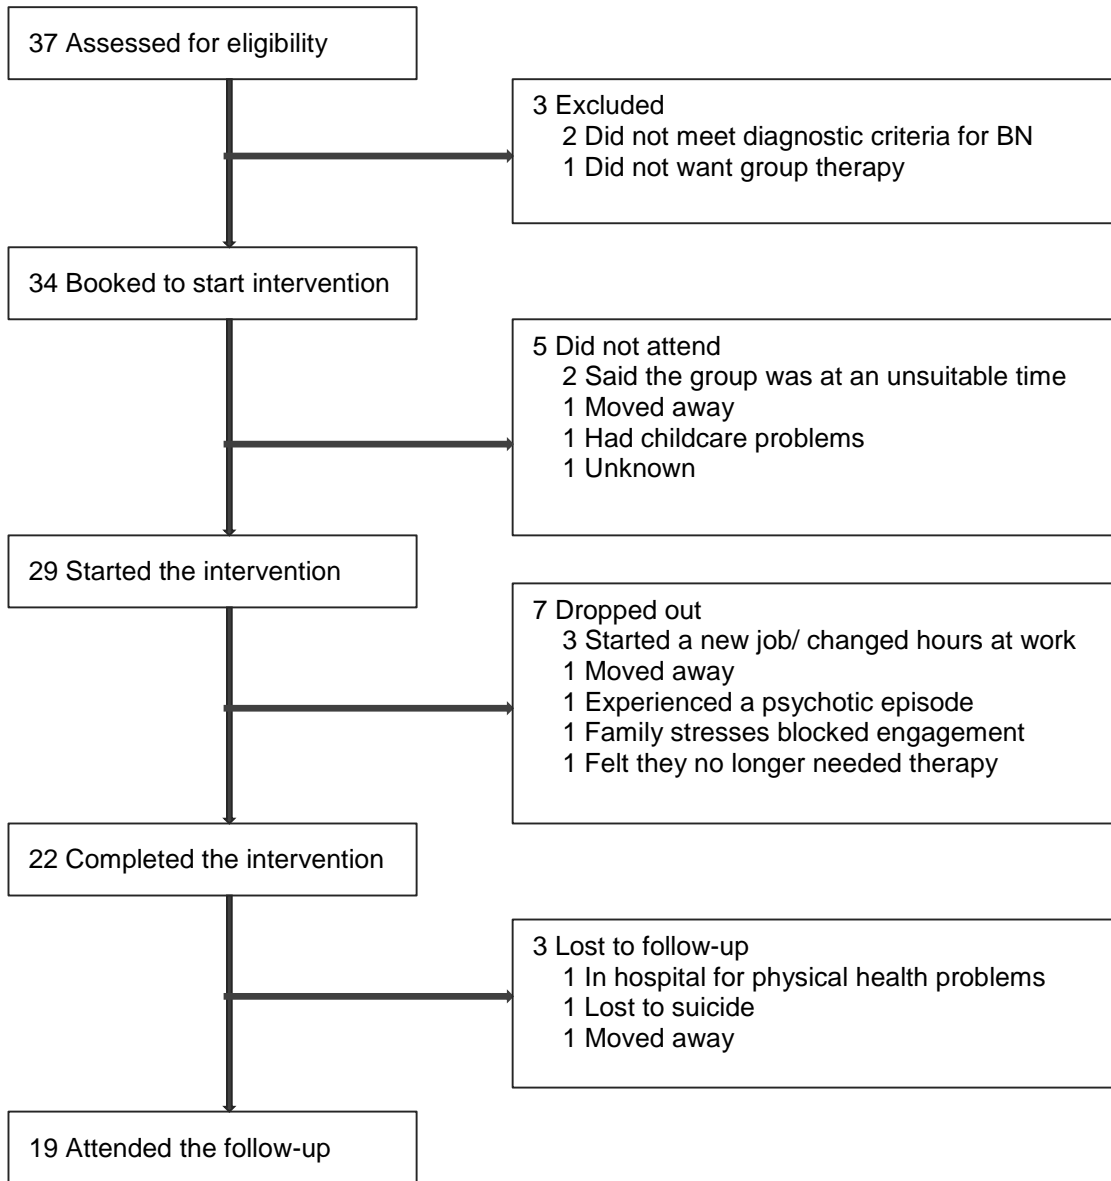 37 Assessed for eligibility
3 Excluded
2 Did not meet diagnostic criteria for BN
1 Did not want group therapy
34 Booked to start intervention
5 Did not attend
2 Said the group was at an unsuitable time
1 Moved away
1 Had childcare problems
1 Unknown
29 Started the intervention
7 Dropped out
3 Started a new job/ changed hours at work
1 Moved away
1 Experienced a psychotic episode
1 Family stresses blocked engagement
1 Felt they no longer needed therapy
22 Completed the intervention
3 Lost to follow-up
1 In hospital for physical health problems
1 Lost to suicide
1 Moved away
19 Attended the follow-up